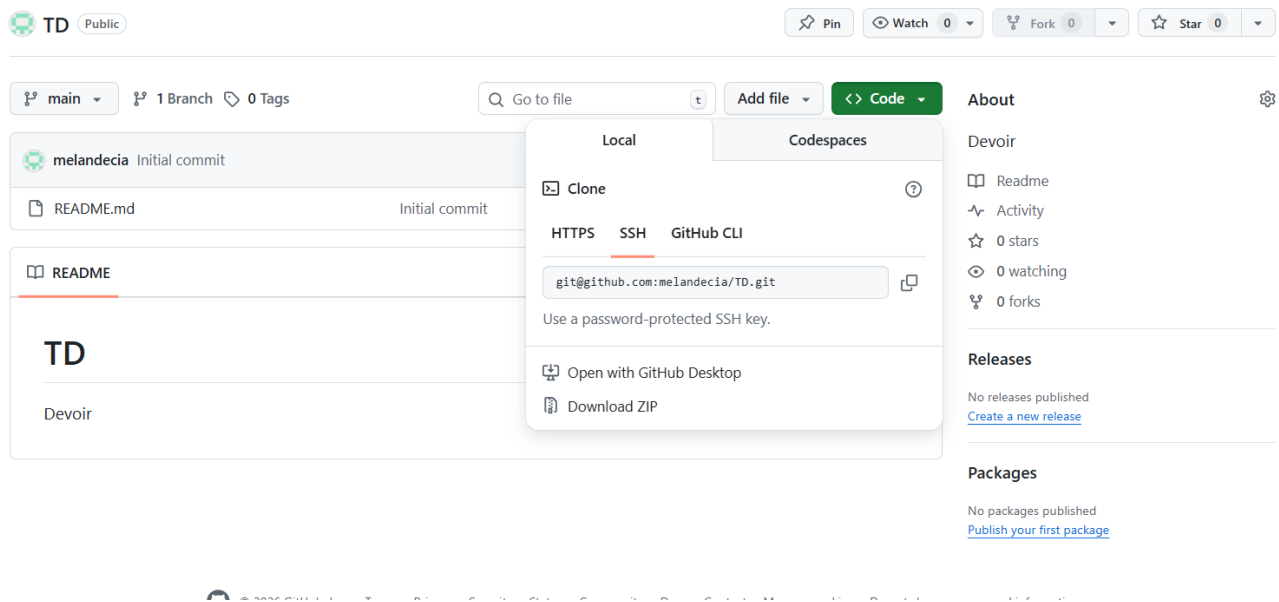 TD Public
Pin
Watch 0
Fork 0
Star 0
main
1 Branch
0 Tags
Go to file t
Add file
Code
Local
Codespaces
melandecia Initial commit
README.md Initial commit
Clone
HTTPS SSH GitHub CLI
git@github.com:melandecia/TD.git
Use a password-protected SSH key.
Open with GitHub Desktop
Download ZIP
README
TD
Devoir
About
Devoir
Readme
Activity
0 stars
0 watching
0 forks
Releases
No releases published
Create a new release
Packages
No packages published
Publish your first package